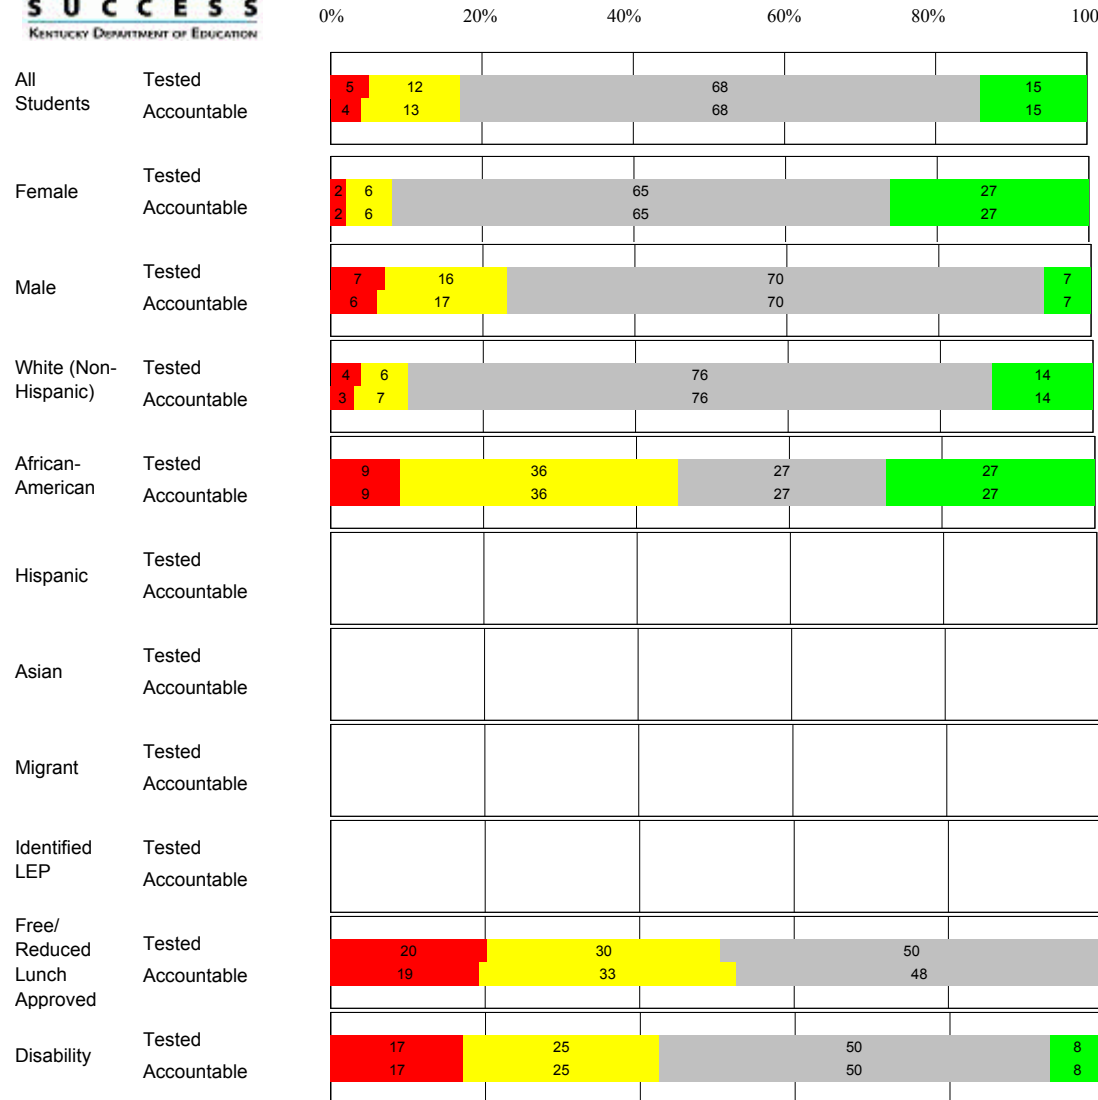 SUCCESS
KENTUCKY DEPARTMENT OF EDUCATION
0% 20% 40% 60% 80% 100
All Students
Tested 5 12 68 15
Accountable 4 13 68 15
Female
Tested 2 6 65 27
Accountable 2 6 65 27
Male
Tested 7 16 70 7
Accountable 6 17 70 7
White (Non-
Hispanic)
Tested 4 6 76 14
Accountable 3 7 76 14
African-
American
Tested 9 36 27 27
Accountable 9 36 27 27
Hispanic
Tested
Accountable
Asian
Tested
Accountable
Migrant
Tested
Accountable
Identified
LEP
Tested
Accountable
Free/
Reduced
Lunch
Approved
Tested 20 30 50
Accountable 19 33 48
Disability
Tested 17 25 50 8
Accountable 17 25 50 8